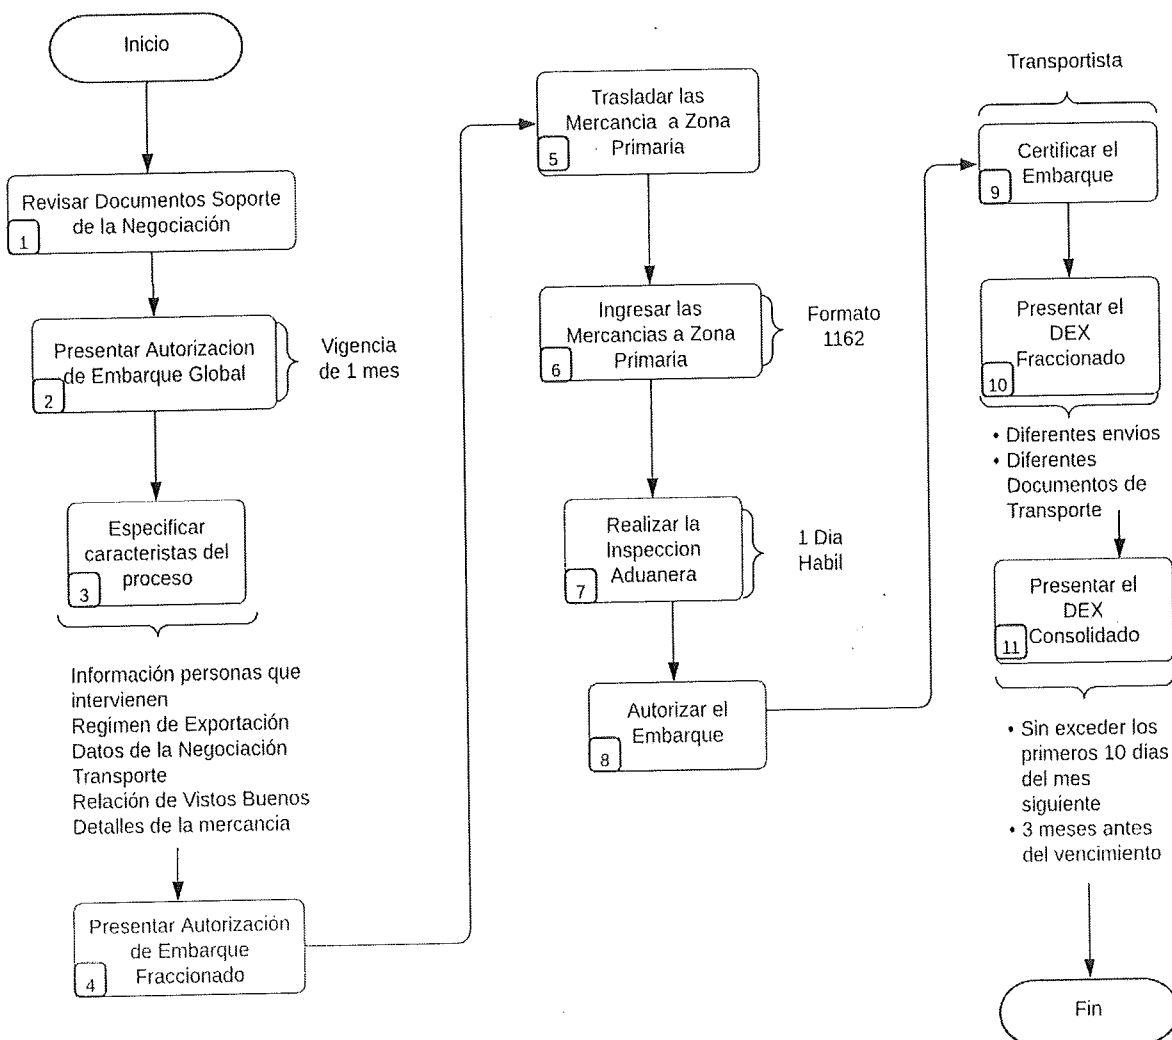 Inicio
Revisar Documentos Soporte
de la Negociación
1
Presentar Autorizacion
de Embarque Global
2
Vigencia
de 1 mes
Especificar
caracteristas del
proceso
3
Información personas que
intervienen
Regimen de Exportación
Datos de la Negociación
Transporte
Relación de Vistos Buenos
Detalles de la mercancia
Presentar Autorización
de Embarque
Fraccionado
4
Trasladar las
Mercancia a Zona
Primaria
5
Ingresar las
Mercancias a Zona
Primaria
6
Formato
1162
Realizar la
Inspeccion
Aduanera
7
1 Dia
Habil
Autorizar el
Embarque
8
Transportista
Certificar el
Embarque
9
Presentar el
DEX
Fraccionado
10
• Diferentes envios
• Diferentes
Documentos de
Transporte
Presentar el
DEX
Consolidado
11
• Sin exceder los
primeros 10 dias
del mes
siguiente
• 3 meses antes
del vencimiento
Fin